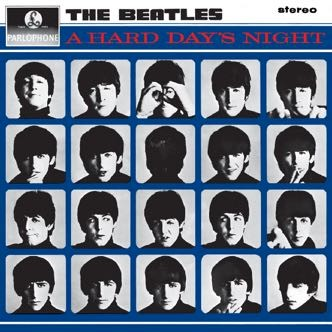 THE BEATLES
stereo
PARLOPHONE
A HARD DAY'S NIGHT